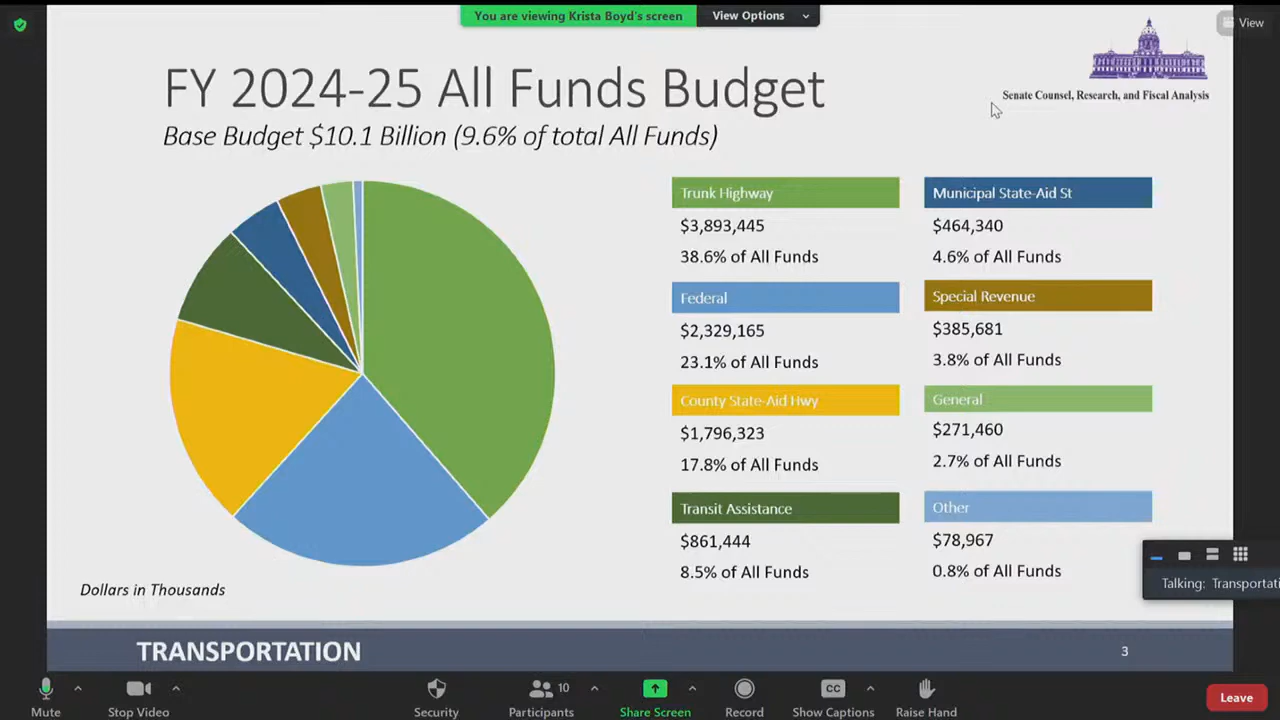 You are viewing Krista Boyd's screen
View Options
View
Senate Counsel, Research, and Fiscal Analysis
FY 2024-25 All Funds Budget
Base Budget $10.1 Billion (9.6% of total All Funds)
Trunk Highway
$3,893,445
38.6% of All Funds
Federal
$2,329,165
23.1% of All Funds
County State-Aid Hwy
$1,796,323
17.8% of All Funds
Transit Assistance
$861,444
8.5% of All Funds
Municipal State-Aid St
$464,340
4.6% of All Funds
Special Revenue
$385,681
3.8% of All Funds
General
$271,460
2.7% of All Funds
Other
$78,967
0.8% of All Funds
Talking: Transportati
Dollars in Thousands
TRANSPORTATION
3
Mute
Stop Video
Security
10
Participants
Share Screen
Record
CC
Show Captions
Raise Hand
Leave